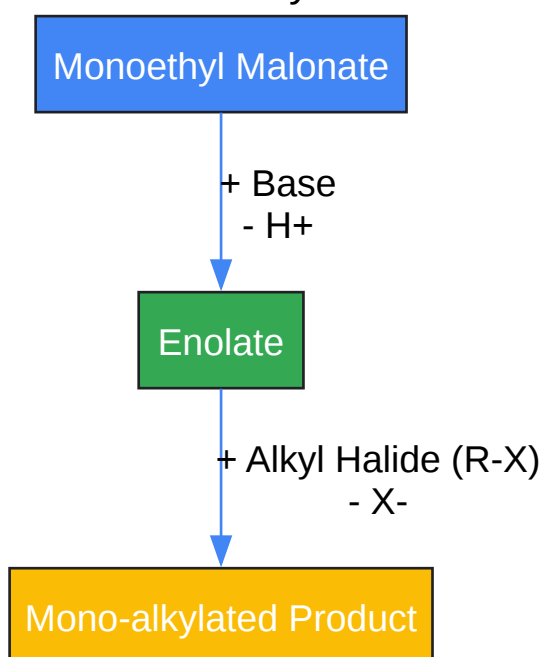 Monoethyl Malonate
+ Base
- H+
Enolate
+ Alkyl Halide (R-X)
- X-
Mono-alkylated Product